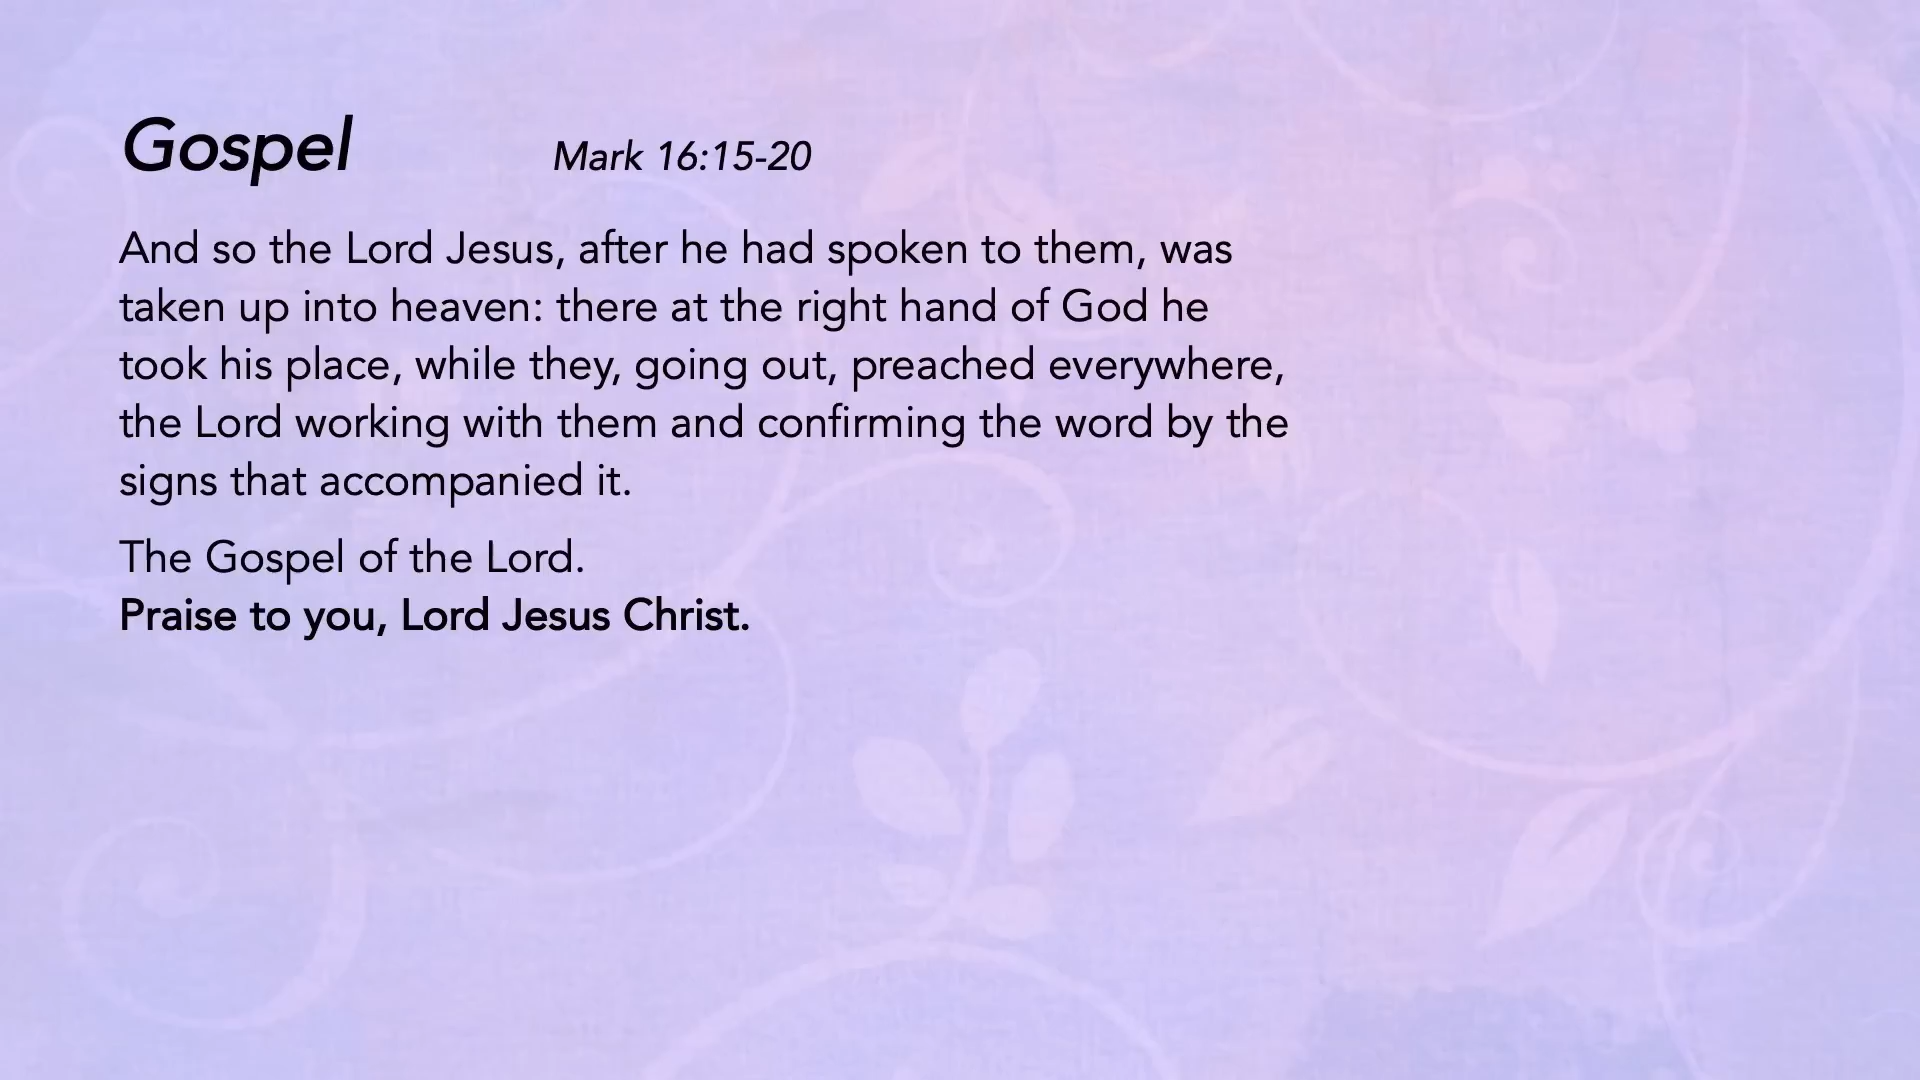 Gospel Mark 16:15-20
And so the Lord Jesus, after he had spoken to them, was
taken up into heaven: there at the right hand of God he
took his place, while they, going out, preached everywhere,
the Lord working with them and confirming the word by the
signs that accompanied it.
The Gospel of the Lord.
Praise to you, Lord Jesus Christ.